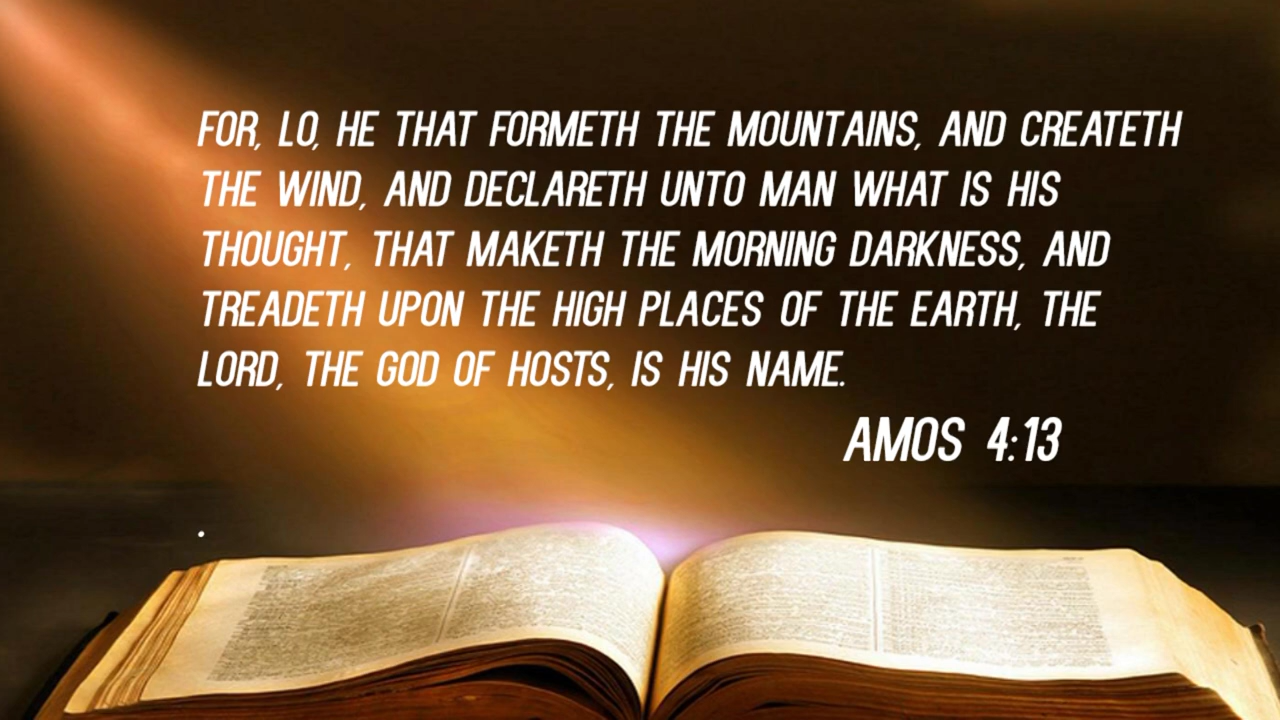 FOR, LO, HE THAT FORMETH THE MOUNTAINS, AND CREATETH
THE WIND, AND DECLARETH UNTO MAN WHAT IS HIS
THOUGHT, THAT MAKETH THE MORNING DARKNESS, AND
TREADETH UPON THE HIGH PLACES OF THE EARTH, THE
LORD, THE GOD OF HOSTS, IS HIS NAME.
AMOS 4:13
.